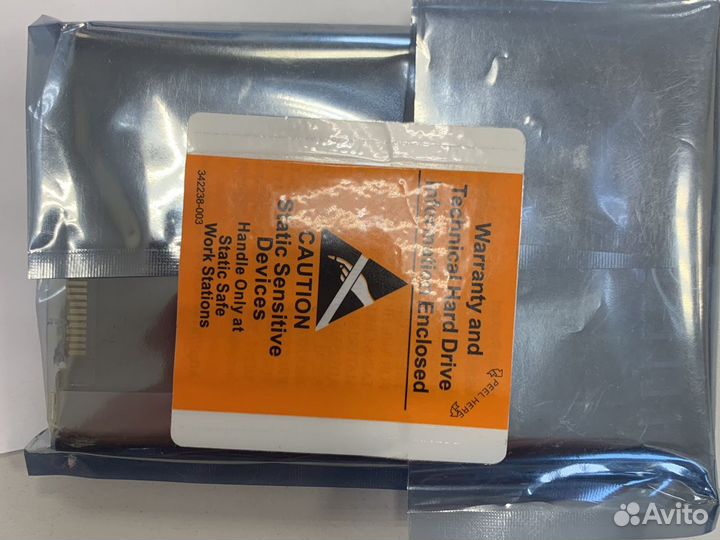 Warranty and
Technical Hard Drive
Information Enclosed
PEEL HERE
CAUTION
Static Sensitive
Devices
Handle Only at
Static Safe
Work Stations
342238-003
Avito